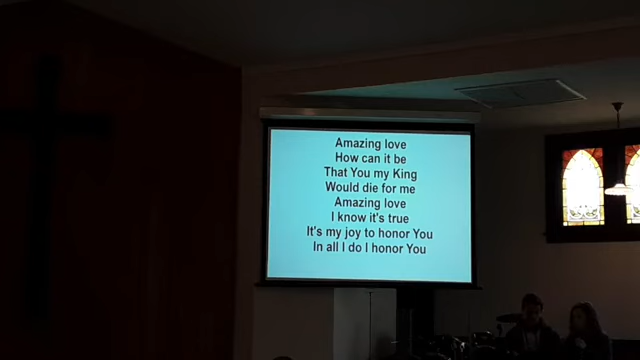 Amazing love
How can it be
That You my King
Would die for me
Amazing love
I know it's true
It's my joy to honor You
In all I do I honor You